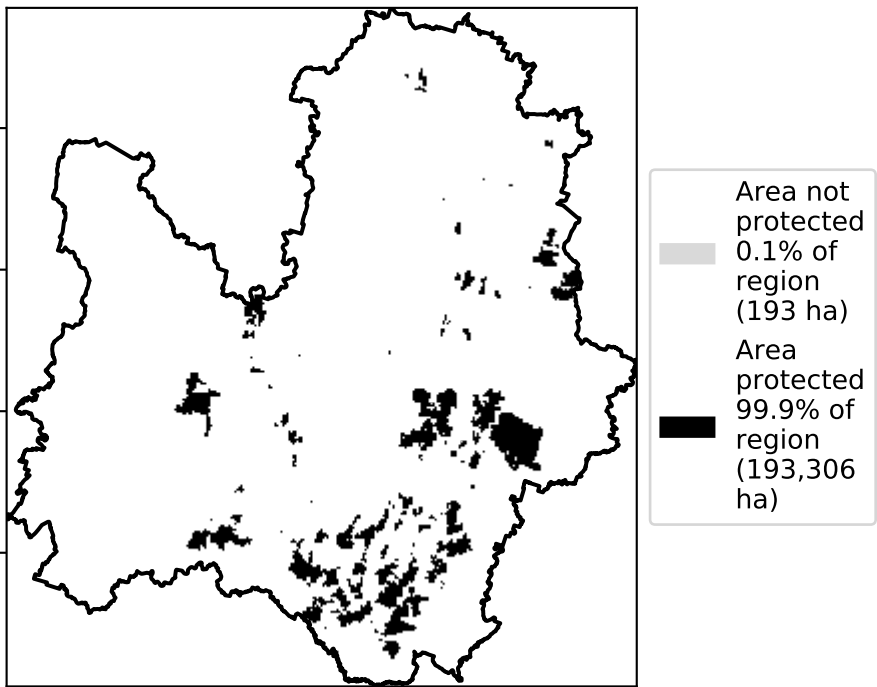 Area not
protected
0.1% of
region
(193 ha)
Area
protected
99.9% of
region
(193,306
ha)